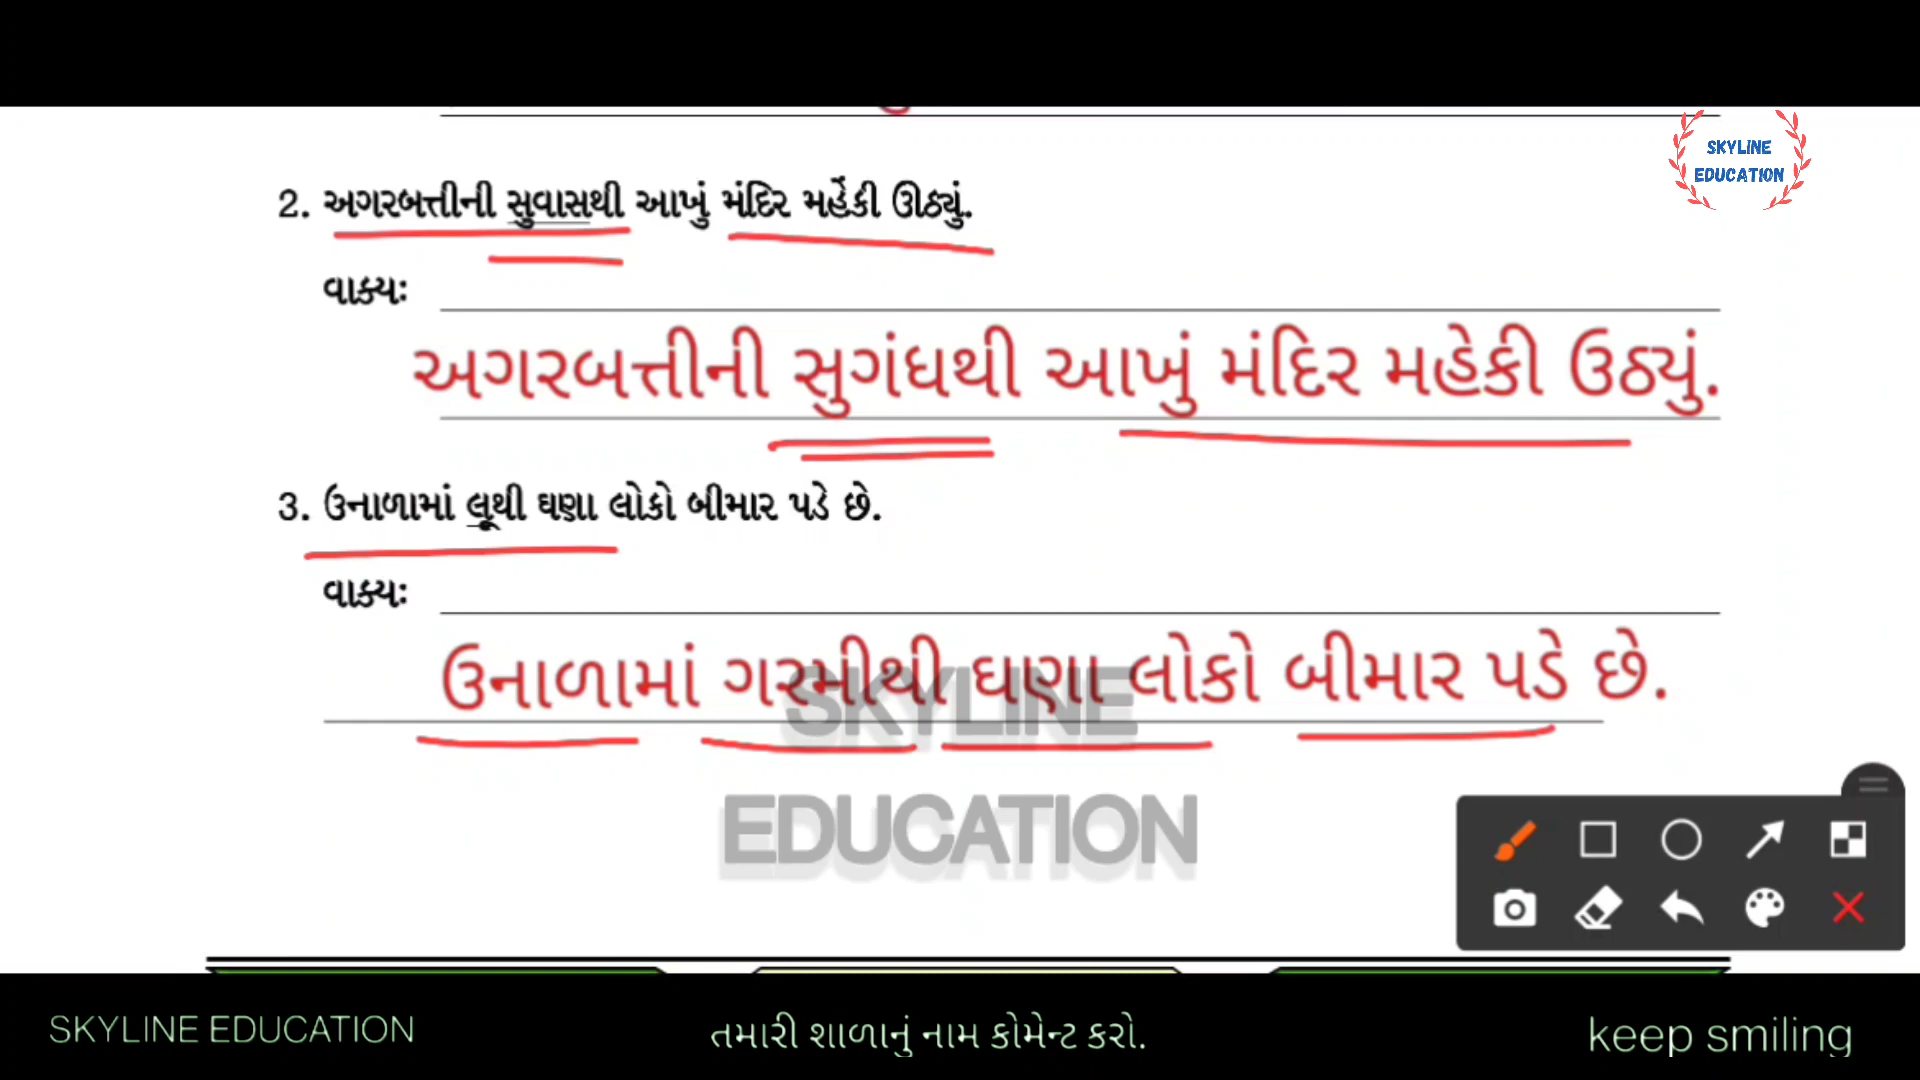 SKYLINE
EDUCATION
2. અગરબત્તીની સુવાસથી આખું મંદિર મહેંકી ઊઠ્યું.
વાક્યઃ
અગરબત્તીની સુગંધથી આખું મંદિર મહેકી ઉઠ્યું.
3. ઉનાળામાં લૂથી ઘણા લોકો બીમાર પડે છે.
વાક્યઃ
ઉનાળામાં ગરમીથી ઘણા લોકો બીમાર પડે છે.
SKYLINE
EDUCATION
SKYLINE EDUCATION
તમારી શાળાનું નામ કોમેન્ટ કરો.
keep smiling